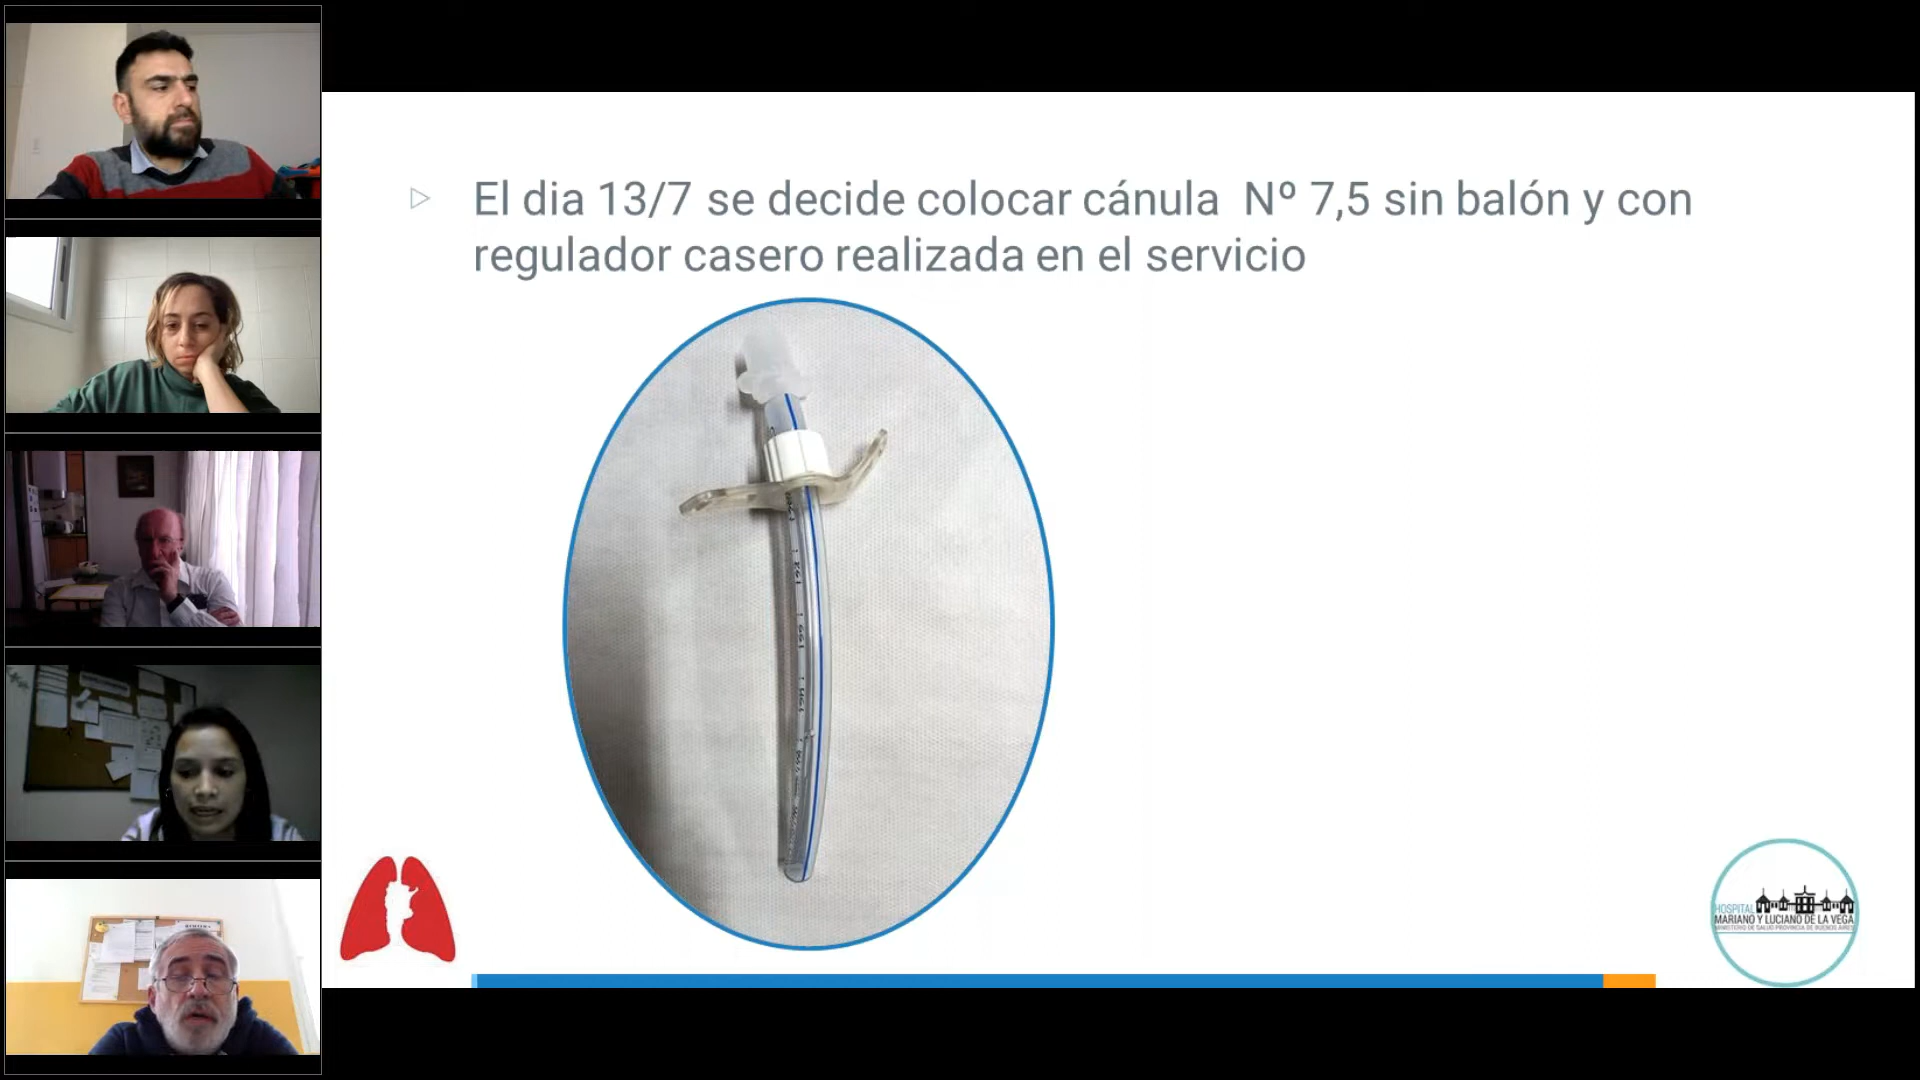 El dia 13/7 se decide colocar cánula Nº 7,5 sin balón y con
regulador casero realizada en el servicio
HOSPITAL
MARIANO Y LUCIANO DE LA VEGA
MINISTERIO DE SALUD PROVINCIA DE BUENOS AIRES